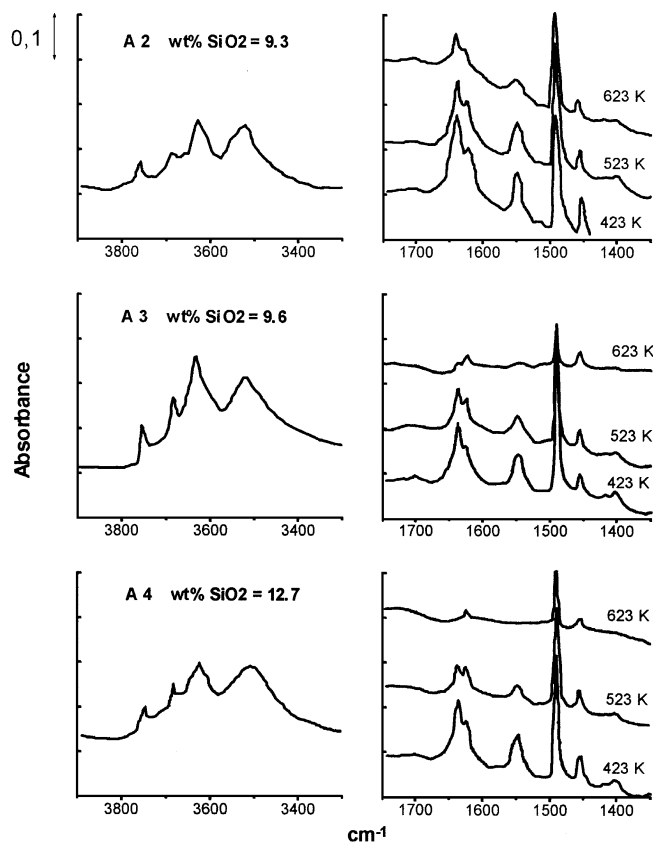 0,1
A 2 wt% SiO2 = 9.3
623 K
523 K
423 K
3800 3600 3400
1700 1600 1500 1400
A 3 wt% SiO2 = 9.6
623 K
523 K
423 K
3800 3600 3400
1700 1600 1500 1400
Absorbance
A 4 wt% SiO2 = 12.7
623 K
523 K
423 K
3800 3600 3400
1700 1600 1500 1400
cm-1